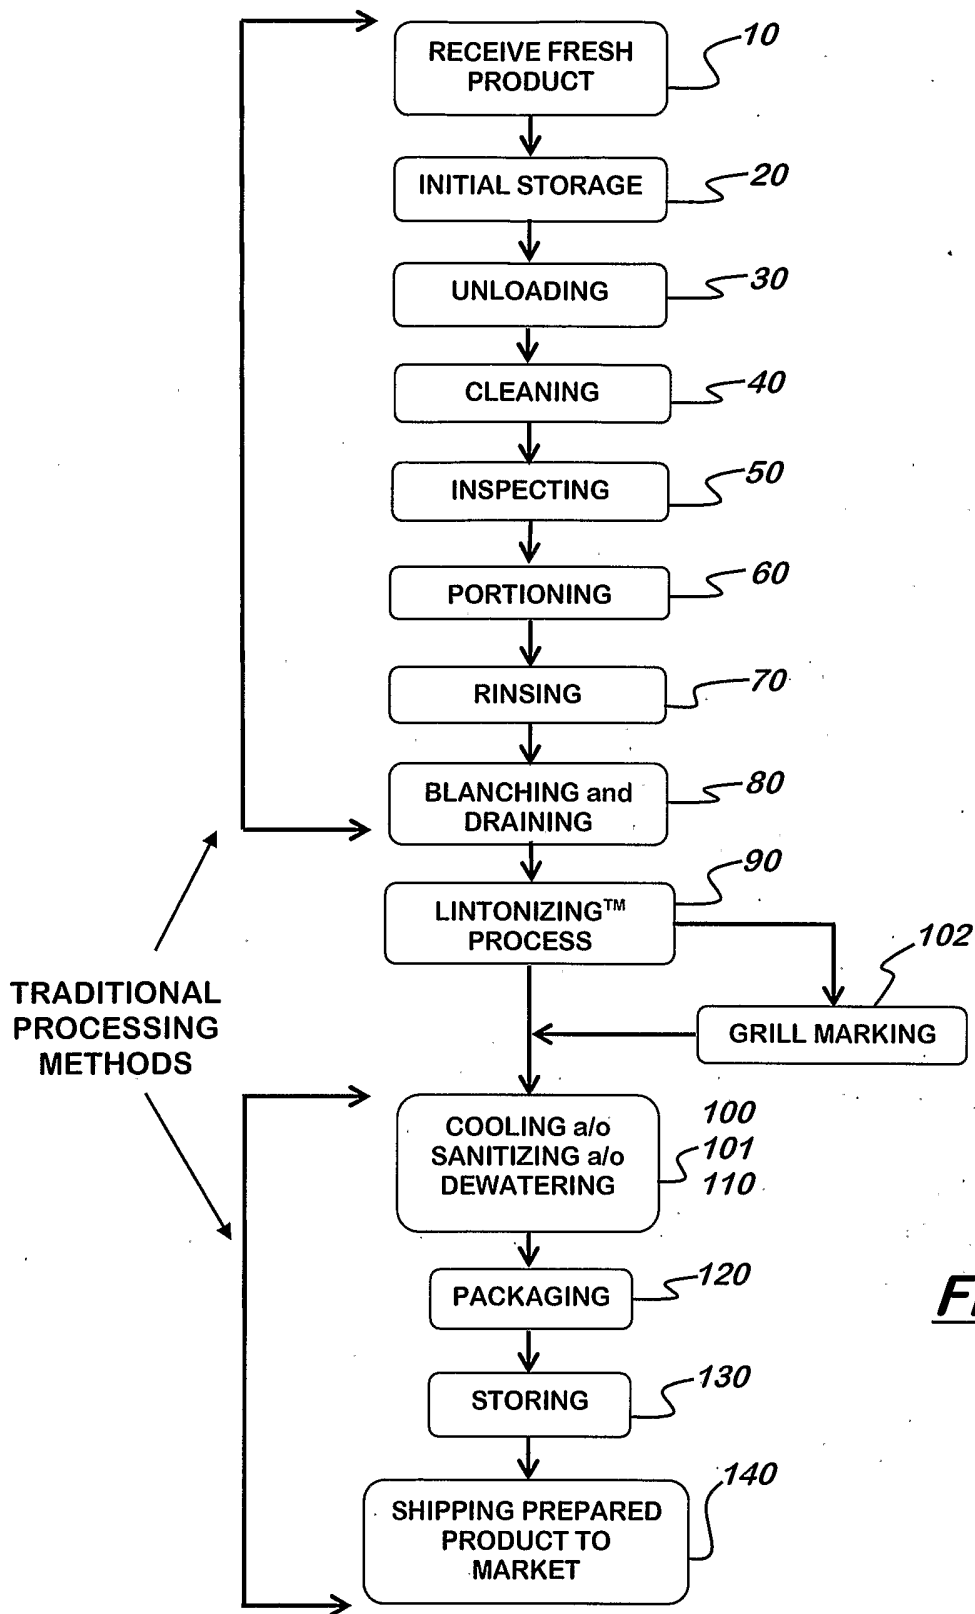 RECEIVE FRESH
PRODUCT
10
INITIAL STORAGE
20
UNLOADING
30
CLEANING
40
INSPECTING
50
PORTIONING
60
RINSING
70
BLANCHING and
DRAINING
80
LINTONIZING™
PROCESS
90
102
GRILL MARKING
TRADITIONAL
PROCESSING
METHODS
COOLING a/o
SANITIZING a/o
DEWATERING
100
101
110
PACKAGING
120
STORING
130
SHIPPING PREPARED
PRODUCT TO
MARKET
140